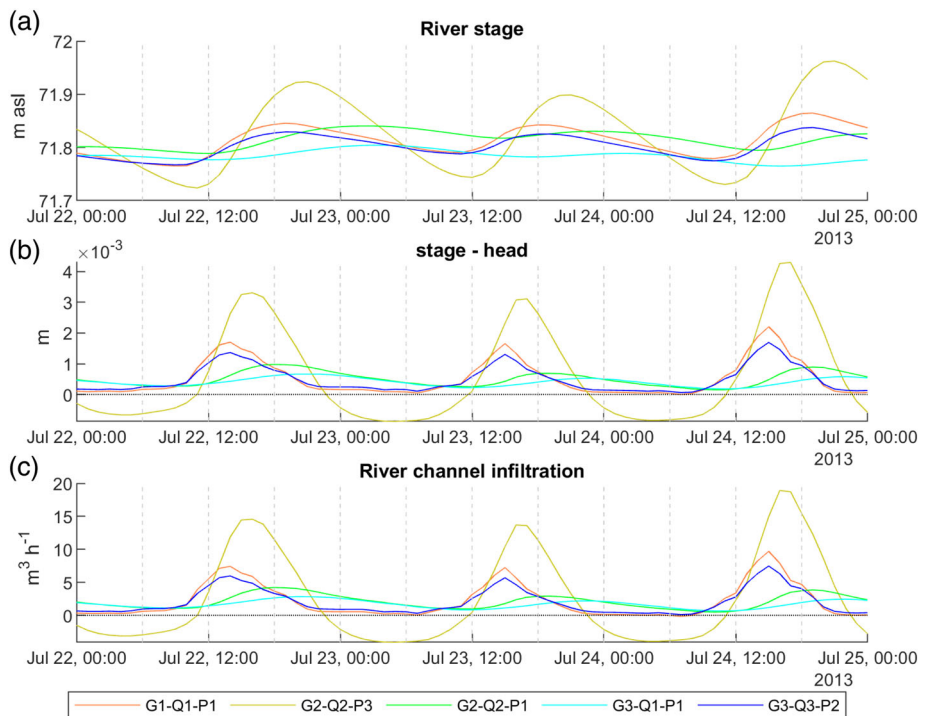 (a)
River stage
72
71.9
71.8
71.7
m asl
Jul 22, 00:00 Jul 22, 12:00 Jul 23, 00:00 Jul 23, 12:00 Jul 24, 00:00 Jul 24, 12:00 Jul 25, 00:00
2013
(b)
stage - head
× 10⁻³
4
3
2
1
0
m
Jul 22, 00:00 Jul 22, 12:00 Jul 23, 00:00 Jul 23, 12:00 Jul 24, 00:00 Jul 24, 12:00 Jul 25, 00:00
2013
(c)
River channel infiltration
20
15
10
5
0
m³ h⁻¹
Jul 22, 00:00 Jul 22, 12:00 Jul 23, 00:00 Jul 23, 12:00 Jul 24, 00:00 Jul 24, 12:00 Jul 25, 00:00
2013
G1-Q1-P1 G2-Q2-P3 G2-Q2-P1 G3-Q1-P1 G3-Q3-P2